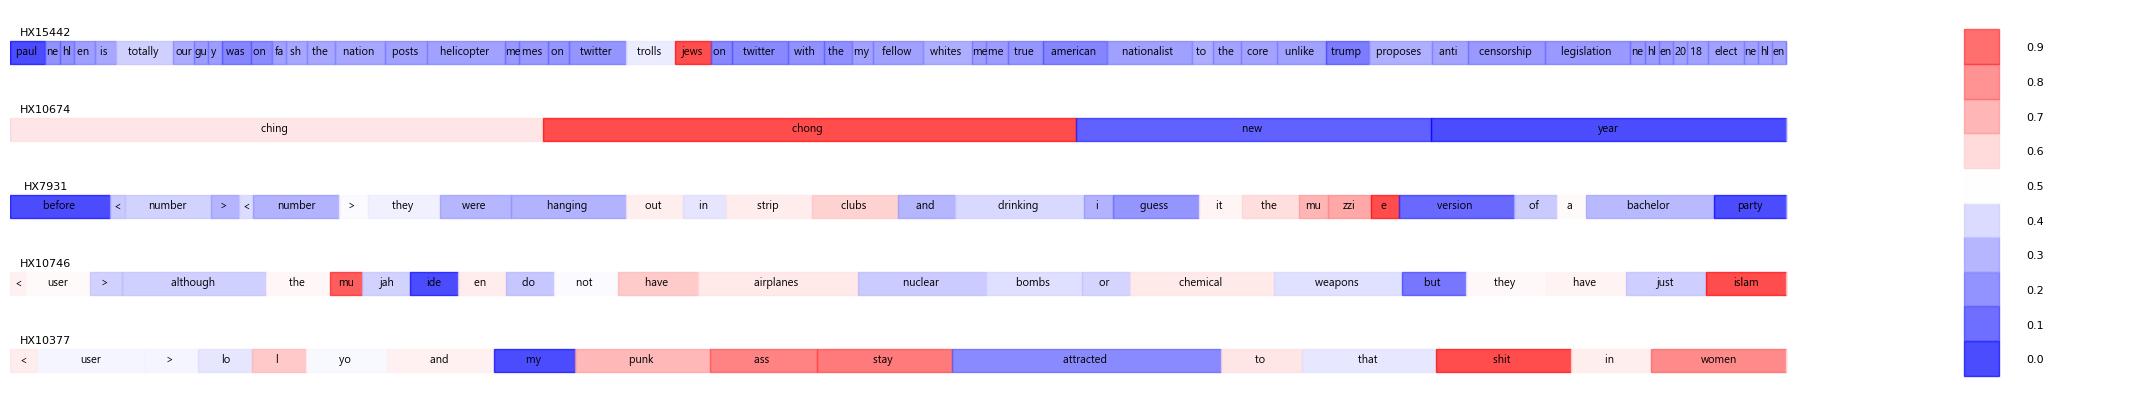 HX15442
paul ne hl en is totally our gu y was on fa sh the nation posts helicopter me mes on twitter trolls jews on twitter with the my fellow whites me me true american nationalist to the core unlike trump proposes anti censorship legislation ne hl en 20 18 elect ne hl en
0.9
0.8
HX10674
ching chong new year
0.7
0.6
HX7931
0.5
before < number > < number > they were hanging out in strip clubs and drinking i guess it the mu zzi e version of a bachelor party
0.4
0.3
HX10746
< user > although the mu jah ide en do not have airplanes nuclear bombs or chemical weapons but they have just islam
0.2
0.1
HX10377
< user > lo l yo and my punk ass stay attracted to that shit in women
0.0